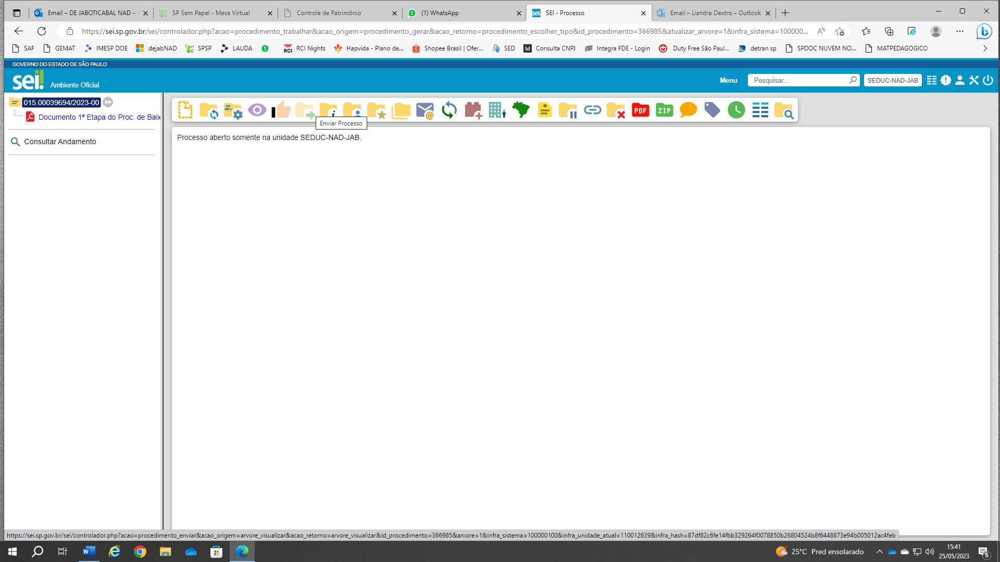 Email – DE JABOTICABAL NAD –
SP Sem Papel - Mesa Virtual
Controle de Patrimônio
(1) WhatsApp
SEI - Processo
Email – Liandra Dextro – Outlook
https://sei.sp.gov.br/sei/controlador.php?acao=procedimento_trabalhar&acao_origem=procedimento_gerar&acao_retorno=procedimento_escolher_tipo&id_procedimento=366985&atualizar_arvore=1&infra_sistema=100000...
SAF
GEMAT
IMESP DOE
dejabNAD
SPSP
LAUDA
RCI Nights
Hapvida - Plano de...
Shopee Brasil | Ofer...
SED
Consulta CNPJ
Integra FDE - Login
Duty Free São Paul...
detran sp
SPDOC NUVEM NO...
MATPEDAGOGICO
GOVERNO DO ESTADO DE SÃO PAULO
sei!
Ambiente Oficial
Menu
Pesquisar...
SEDUC-NAD-JAB
015.00039694/2023-00
Documento 1ª Etapa do Proc. de Baix
Consultar Andamento
PDF
ZIP
Enviar Processo
Processo aberto somente na unidade SEDUC-NAD-JAB.
https://sei.sp.gov.br/sei/controlador.php?acao=procedimento_enviar&acao_origem=arvore_visualizar&acao_retorno=arvore_visualizar&id_procedimento=366985&arvore=1&infra_sistema=100000100&infra_unidade_atual=110012639&infra_hash=87df82c6fe14fbb329264f0078850b26804524b8f6448873e94b005012ac4feb
25°C Pred ensolarado
15:41
25/05/2023
6